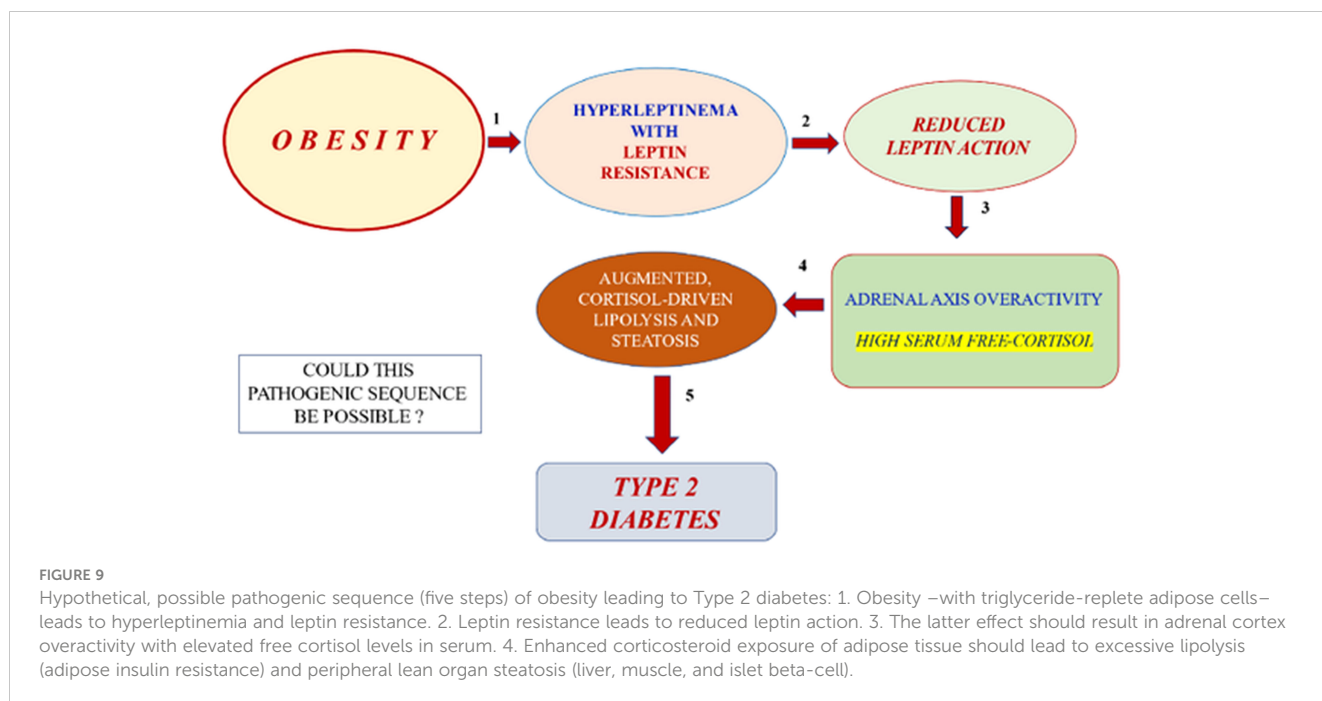 O B E S I T Y
1
HYPERLEPTINEMA
WITH
LEPTIN
RESISTANCE
2
REDUCED
LEPTIN ACTION
3
ADRENAL AXIS OVERACTIVITY
HIGH SERUM FREE-CORTISOL
4
AUGMENTED,
CORTISOL-DRIVEN
LIPOLYSIS AND
STEATOSIS
5
COULD THIS
PATHOGENIC SEQUENCE
BE POSSIBLE ?
TYPE 2
DIABETES
FIGURE 9
Hypothetical, possible pathogenic sequence (five steps) of obesity leading to Type 2 diabetes: 1. Obesity –with triglyceride-replete adipose cells–
leads to hyperleptinemia and leptin resistance. 2. Leptin resistance leads to reduced leptin action. 3. The latter effect should result in adrenal cortex
overactivity with elevated free cortisol levels in serum. 4. Enhanced corticosteroid exposure of adipose tissue should lead to excessive lipolysis
(adipose insulin resistance) and peripheral lean organ steatosis (liver, muscle, and islet beta-cell).